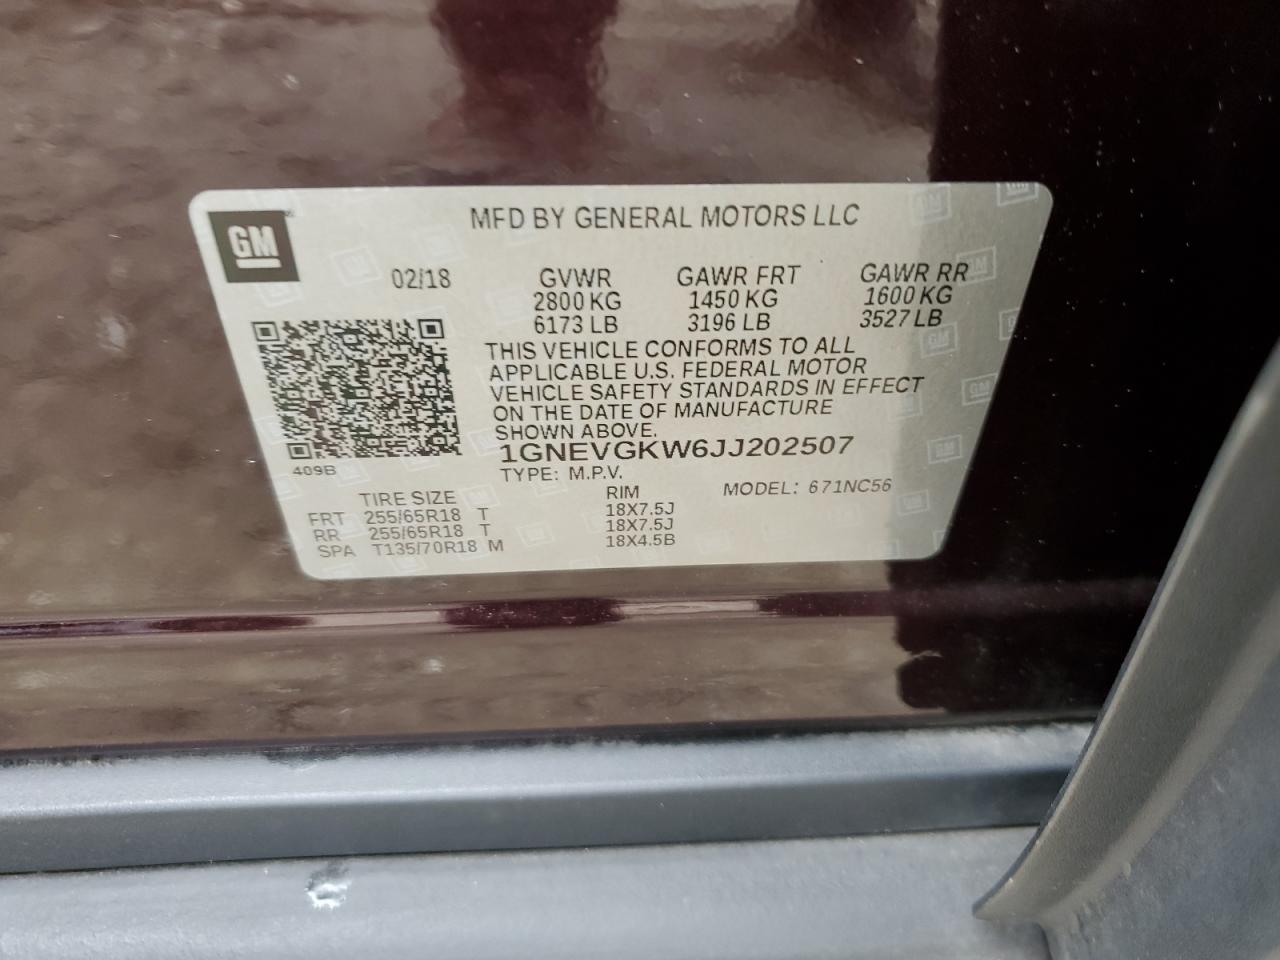 GM
MFD BY GENERAL MOTORS LLC
02/18 GVWR GAWR FRT GAWR RR
2800 KG 1450 KG 1600 KG
6173 LB 3196 LB 3527 LB
THIS VEHICLE CONFORMS TO ALL
APPLICABLE U.S. FEDERAL MOTOR
VEHICLE SAFETY STANDARDS IN EFFECT
ON THE DATE OF MANUFACTURE
SHOWN ABOVE.
409B
1GNEVGKW6JJ202507
TYPE: M.P.V.
TIRE SIZE RIM MODEL: 671NC56
FRT 255/65R18 T 18X7.5J
RR 255/65R18 T 18X7.5J
SPA T135/70R18 M 18X4.5B